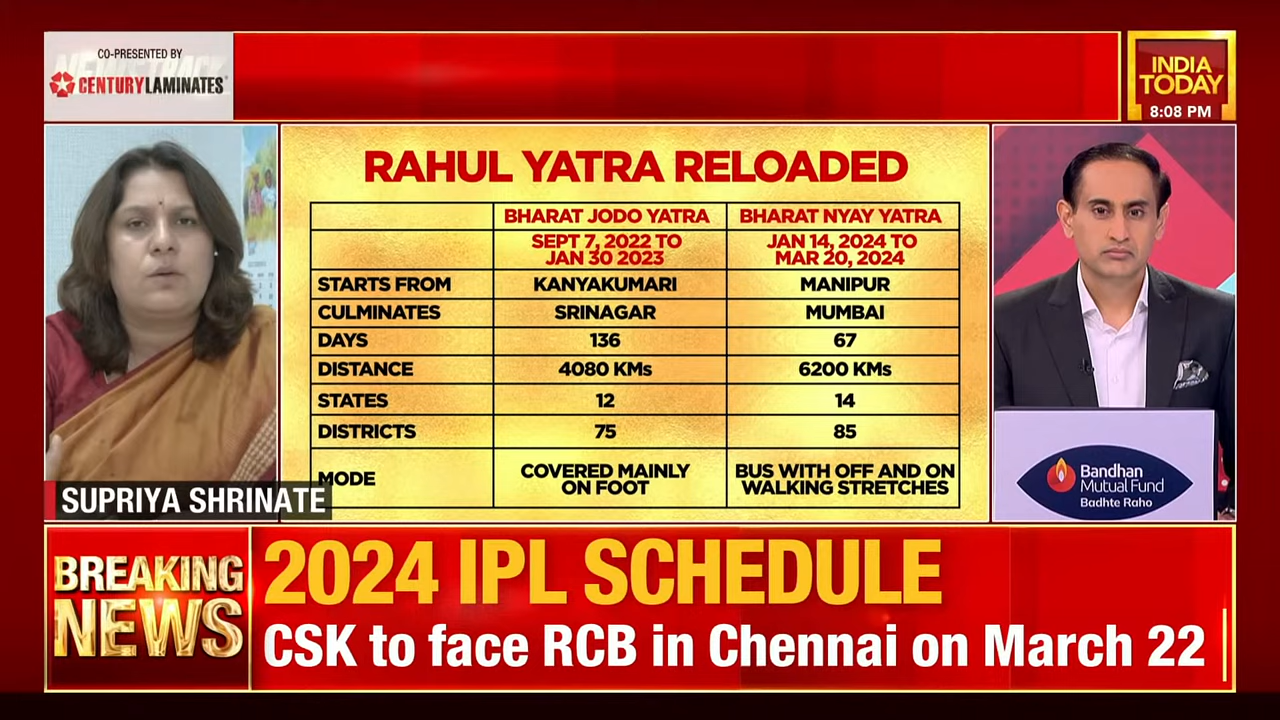 CO-PRESENTED BY
CENTURYLAMINATES
INDIA
TODAY
8:08 PM
RAHUL YATRA RELOADED
BHARAT JODO YATRA BHARAT NYAY YATRA
SEPT 7, 2022 TO JAN 14, 2024 TO
JAN 30 2023 MAR 20, 2024
STARTS FROM KANYAKUMARI MANIPUR
CULMINATES SRINAGAR MUMBAI
DAYS 136 67
DISTANCE 4080 KMs 6200 KMs
STATES 12 14
DISTRICTS 75 85
MODE COVERED MAINLY BUS WITH OFF AND ON
ON FOOT WALKING STRETCHES
SUPRIYA SHRINATE
Bandhan
Mutual Fund
Badhte Raho
BREAKING
NEWS
2024 IPL SCHEDULE
CSK to face RCB in Chennai on March 22